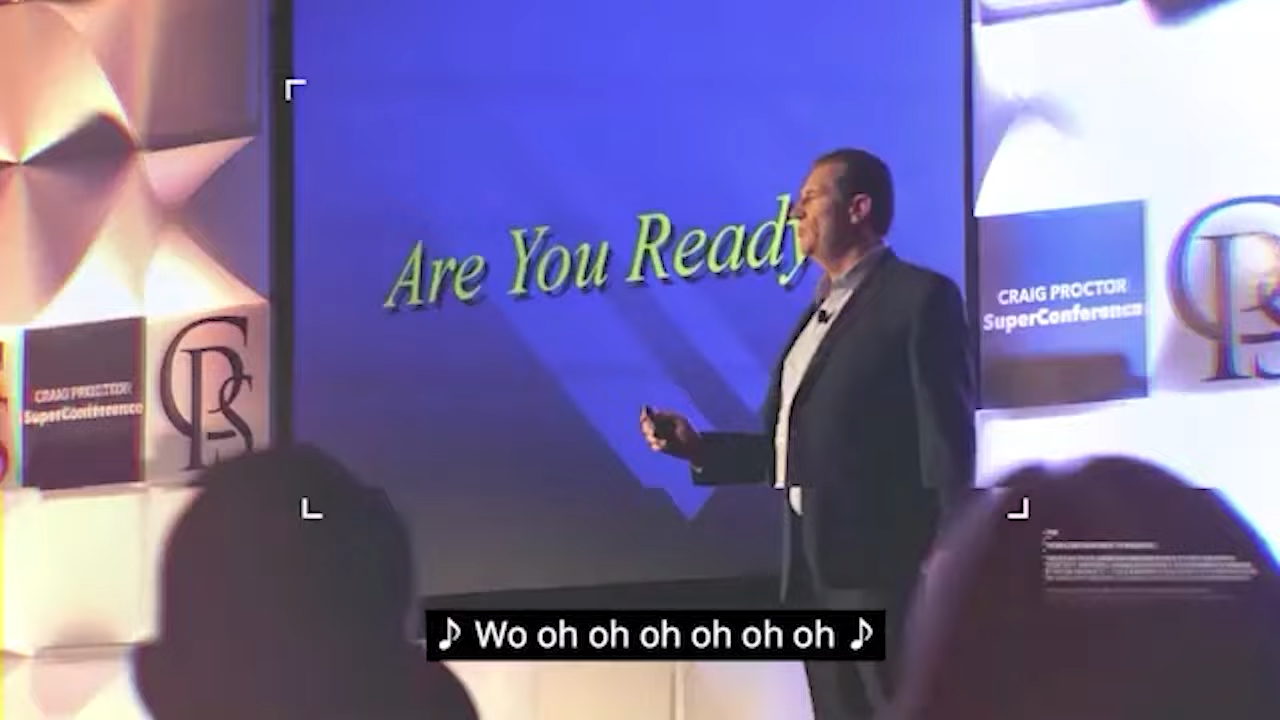 Are You Ready
CRAIG PROCTOR
SuperConference
CRAIG PROCTOR
SuperConference
♪ Wo oh oh oh oh oh oh ♪